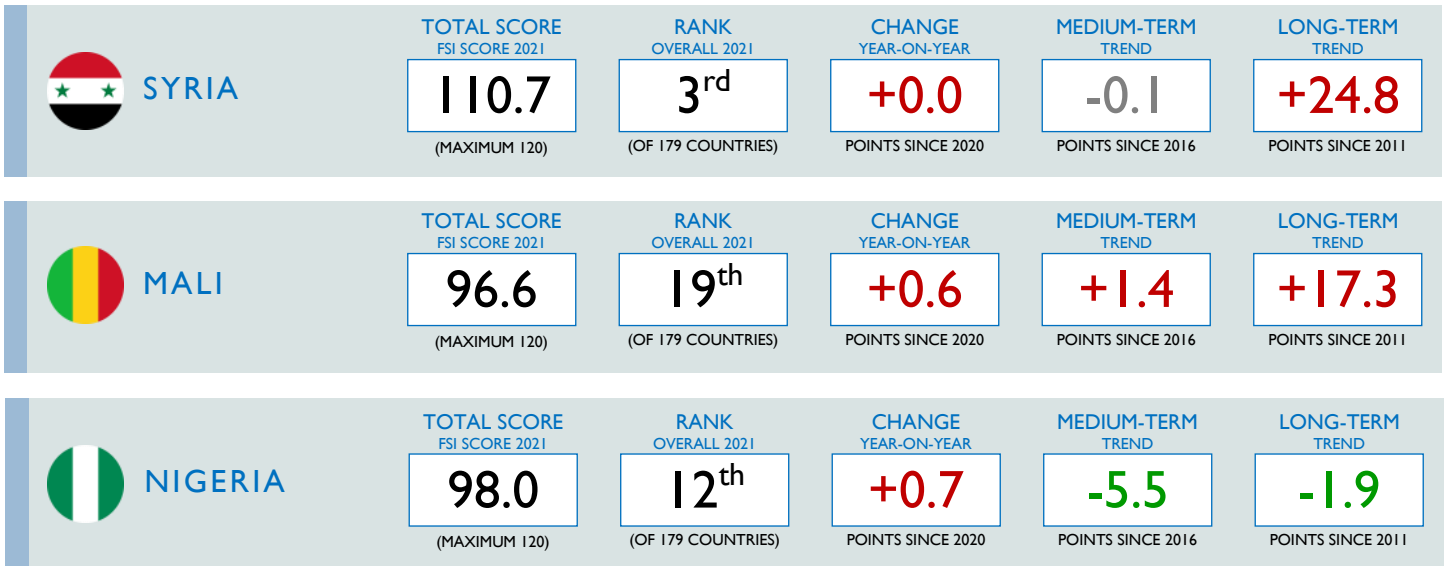 TOTAL SCORE RANK CHANGE MEDIUM-TERM LONG-TERM
FSI SCORE 2021 OVERALL 2021 YEAR-ON-YEAR TREND TREND
SYRIA 110.7 3rd +0.0 -0.1 +24.8
(MAXIMUM 120) (OF 179 COUNTRIES) POINTS SINCE 2020 POINTS SINCE 2016 POINTS SINCE 2011
TOTAL SCORE RANK CHANGE MEDIUM-TERM LONG-TERM
FSI SCORE 2021 OVERALL 2021 YEAR-ON-YEAR TREND TREND
MALI 96.6 19th +0.6 +1.4 +17.3
(MAXIMUM 120) (OF 179 COUNTRIES) POINTS SINCE 2020 POINTS SINCE 2016 POINTS SINCE 2011
TOTAL SCORE RANK CHANGE MEDIUM-TERM LONG-TERM
FSI SCORE 2021 OVERALL 2021 YEAR-ON-YEAR TREND TREND
NIGERIA 98.0 12th +0.7 -5.5 -1.9
(MAXIMUM 120) (OF 179 COUNTRIES) POINTS SINCE 2020 POINTS SINCE 2016 POINTS SINCE 2011